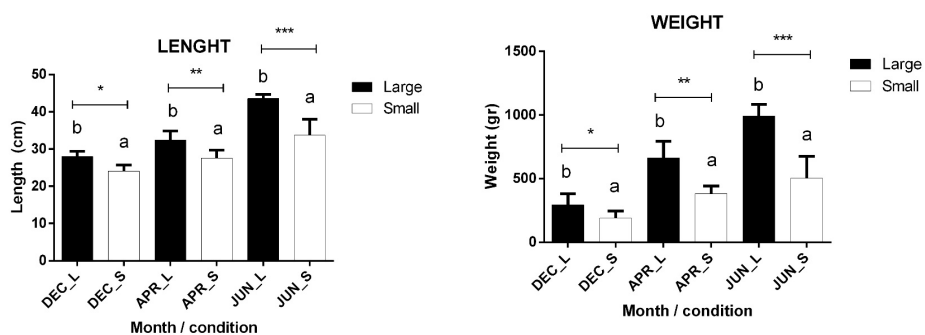 LENGHT
***
**
*
b
a
b
a
b
a
50
40
30
20
10
0
Length (cm)
DEC_L
DEC_S
APR_L
APR_S
JUN_L
JUN_S
Month / condition
Large
Small
WEIGHT
***
**
*
b
a
b
a
b
a
1500
1000
500
0
Weight (gr)
DEC_L
DEC_S
APR_L
APR_S
JUN_L
JUN_S
Month / condition
Large
Small